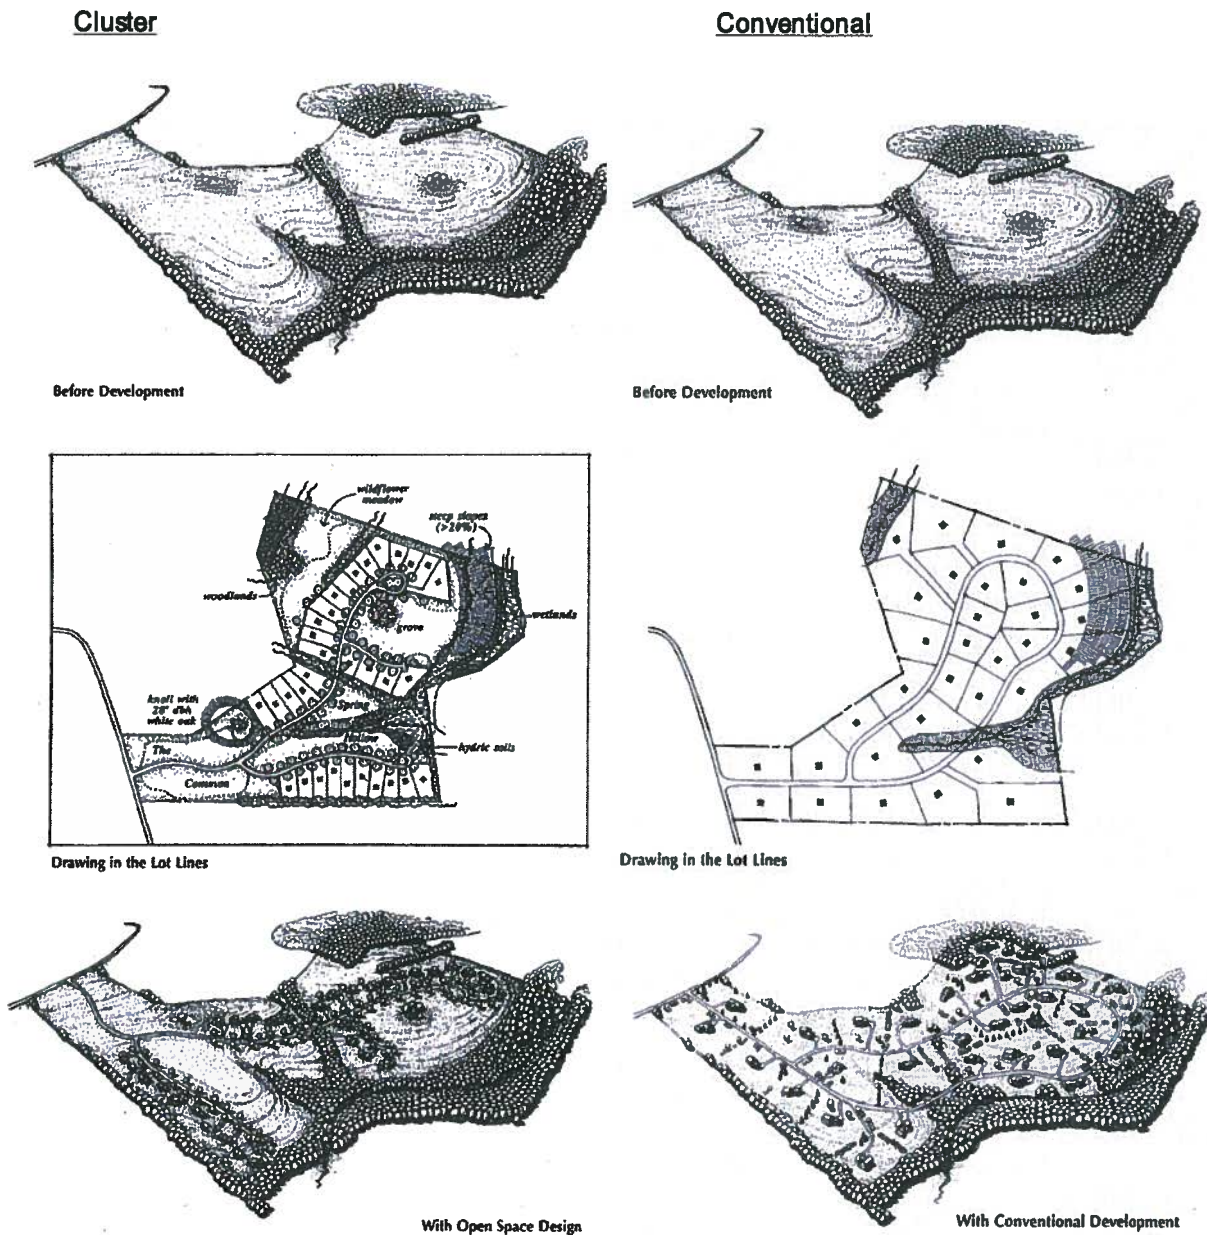 Cluster
Conventional
Before Development
Before Development
wildflower
meadow
steep slopes
(>20%)
woodlands
wetlands
grove
knoll with
white oak
Spring
Hollow
The
hydric soils
Common
Drawing in the Lot Lines
Drawing in the Lot Lines
With Open Space Design
With Conventional Development